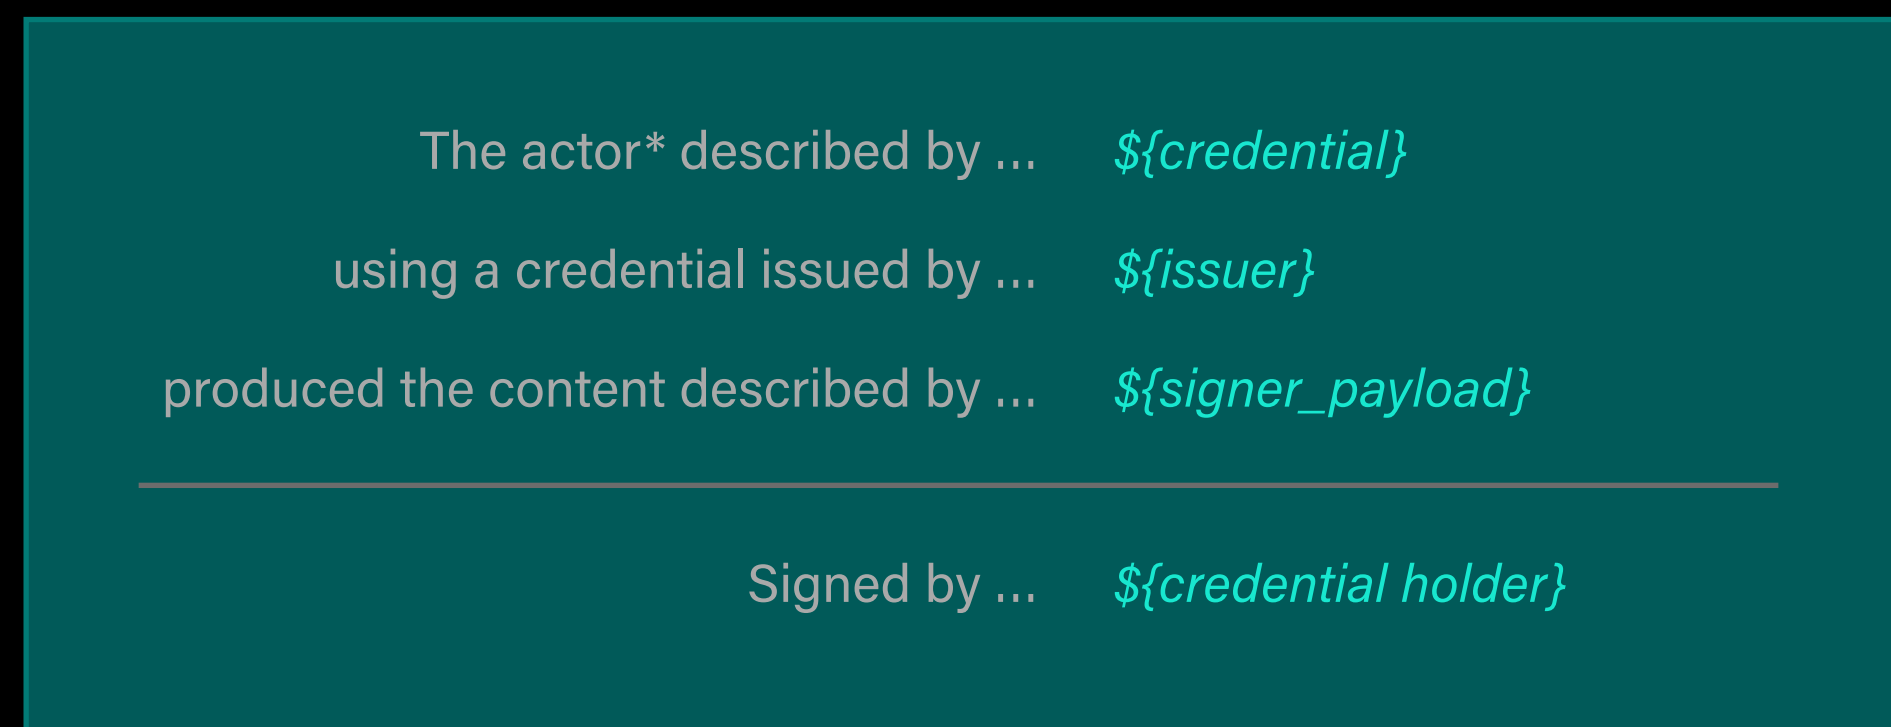 The actor* described by ... ${credential}
using a credential issued by ... ${issuer}
produced the content described by ... ${signer_payload}
Signed by ... ${credential holder}